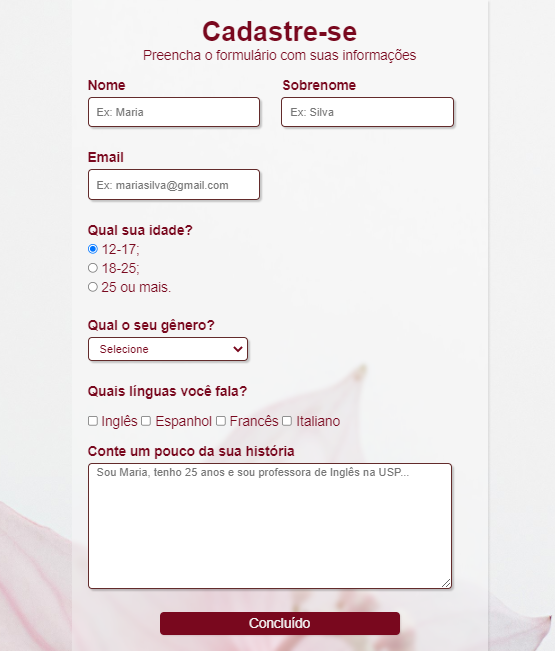 Cadastre-se
Preencha o formulário com suas informações
Nome Sobrenome
Ex: Maria Ex: Silva
Email
Ex: mariasilva@gmail.com
Qual sua idade?
12-17;
18-25;
25 ou mais.
Qual o seu gênero?
Selecione
Quais línguas você fala?
Inglês Espanhol Francês Italiano
Conte um pouco da sua história
Sou Maria, tenho 25 anos e sou professora de Inglês na USP...
Concluído